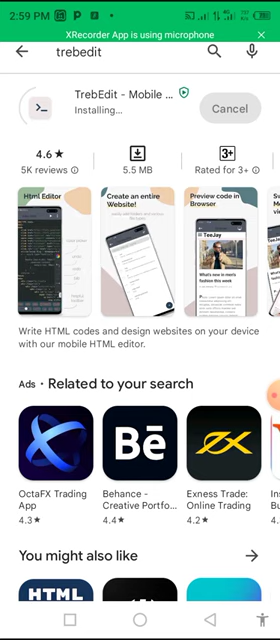 2:59 PM
XRecorder App is using microphone
trebedit
TrebEdit - Mobile ...
Installing...
Cancel
4.6★
5K reviews
5.5 MB
3+
Rated for 3+
Html Editor
Create an entire
Website!
Preview code in
Browser
TeeJay
What's new in men's
fashion this week
Write HTML codes and design websites on your device
with our mobile HTML editor.
Ads • Related to your search
Bē
OctaFX Trading
App
4.3★
Behance -
Creative Portfo...
4.4★
Exness Trade:
Online Trading
4.2★
You might also like
HTML